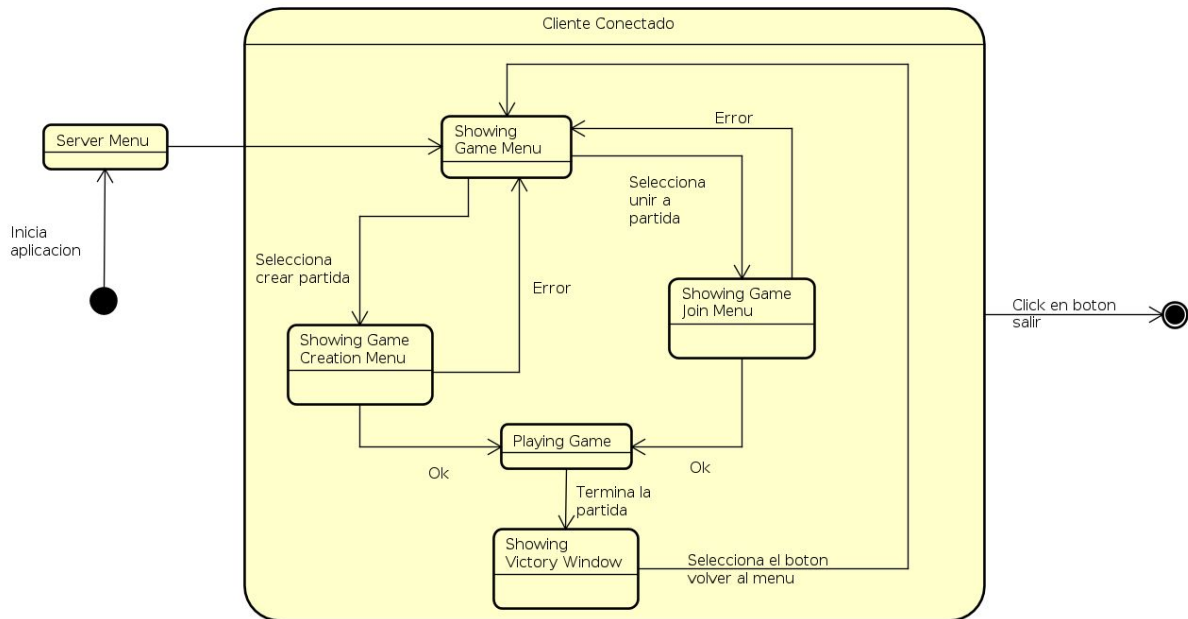 Cliente Conectado
Server Menu
Showing
Game Menu
Error
Selecciona
unir a
partida
Inicia
aplicacion
Selecciona
crear partida
Error
Showing Game
Join Menu
Click en boton
salir
Showing Game
Creation Menu
Playing Game
Ok
Ok
Termina la
partida
Showing
Victory Window
Selecciona el boton
volver al menu